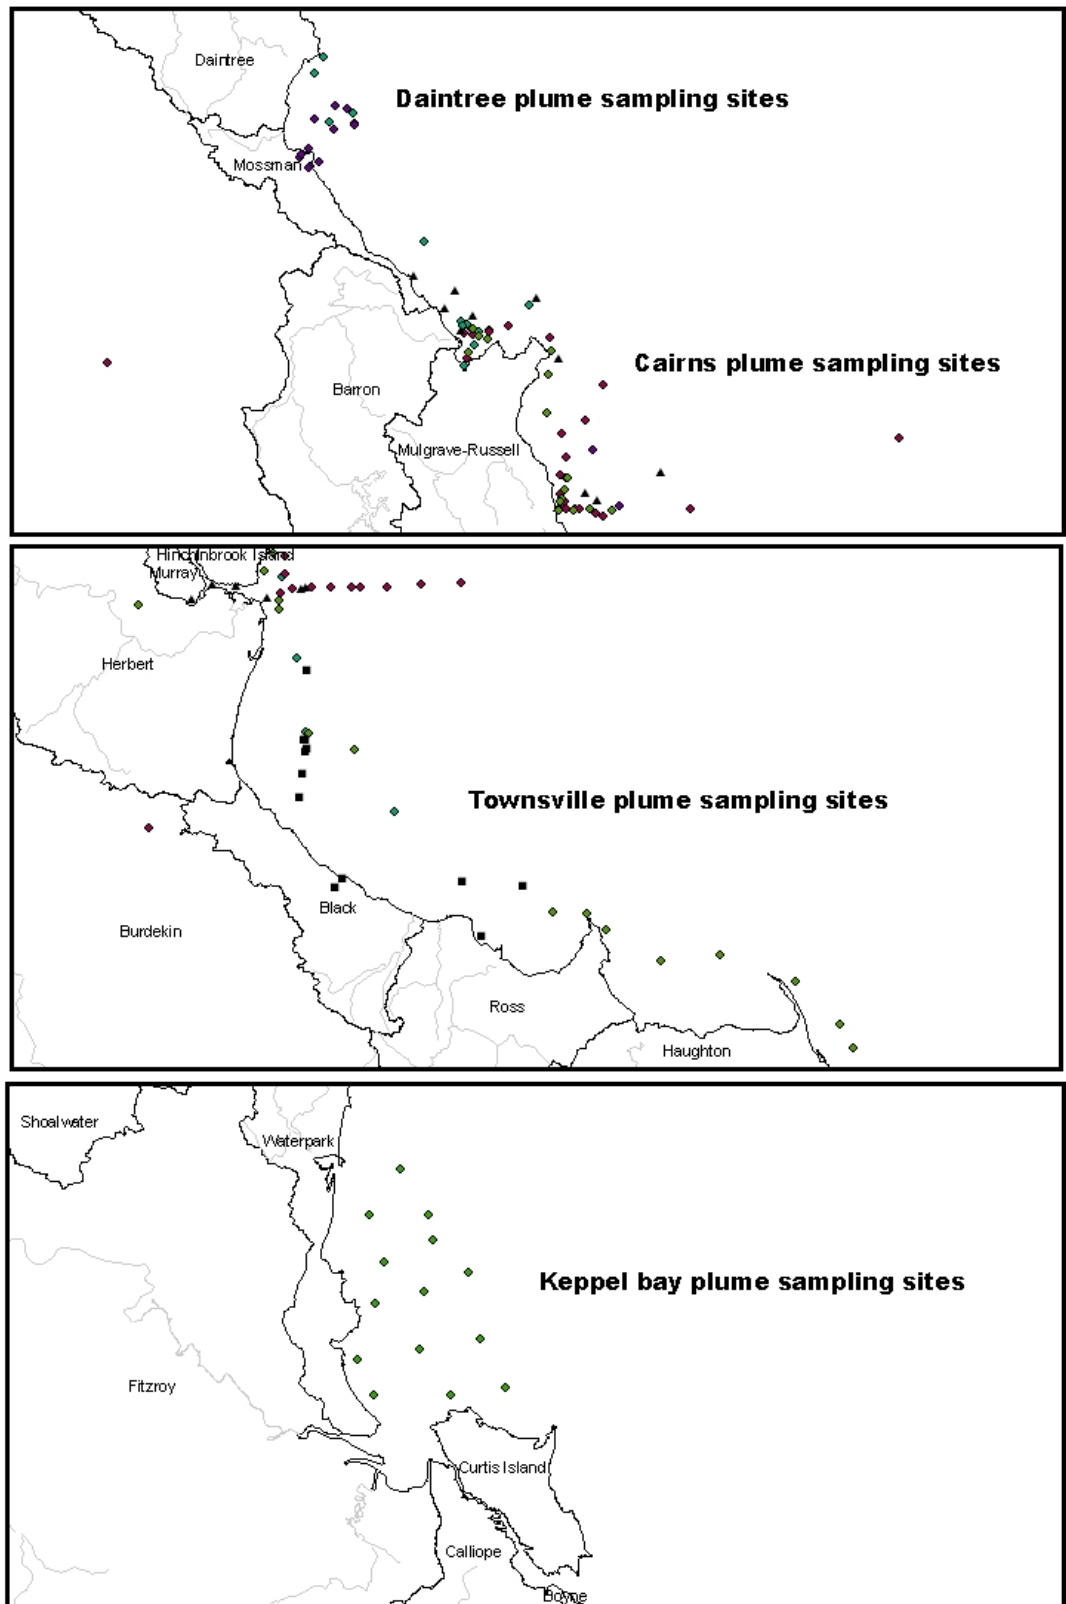 Daintree
Daintree plume sampling sites
Mossman
Cairns plume sampling sites
Barron
Mulgrave-Russell
Hinchinbrook Island
Murray
Herbert
Townsville plume sampling sites
Black
Burdekin
Ross
Haughton
Shoalwater
Waterpark
Keppel bay plume sampling sites
Fitzroy
Curtis Island
Calliope
Boyne